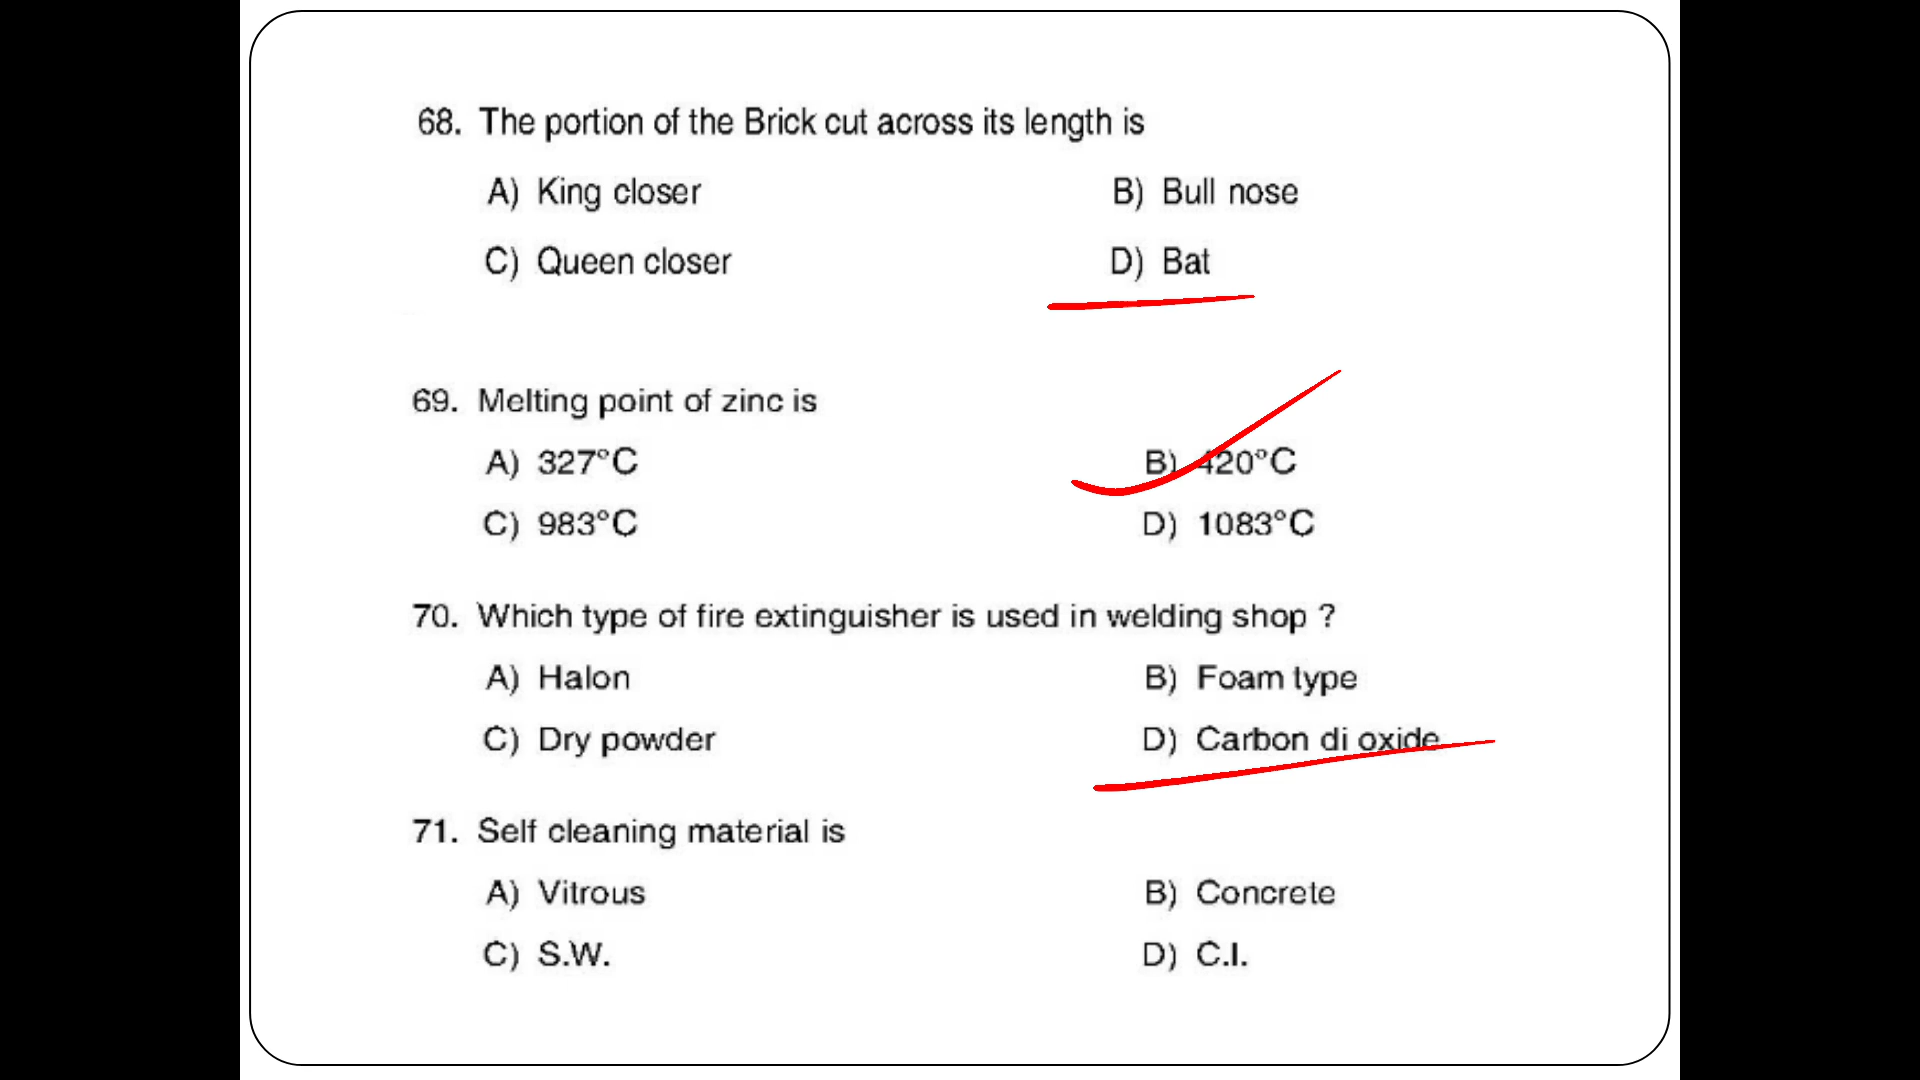 68. The portion of the Brick cut across its length is
A) King closer B) Bull nose
C) Queen closer D) Bat
69. Melting point of zinc is
A) 327°C B) 420°C
C) 983°C D) 1083°C
70. Which type of fire extinguisher is used in welding shop ?
A) Halon B) Foam type
C) Dry powder D) Carbon di oxide
71. Self cleaning material is
A) Vitrous B) Concrete
C) S.W. D) C.I.